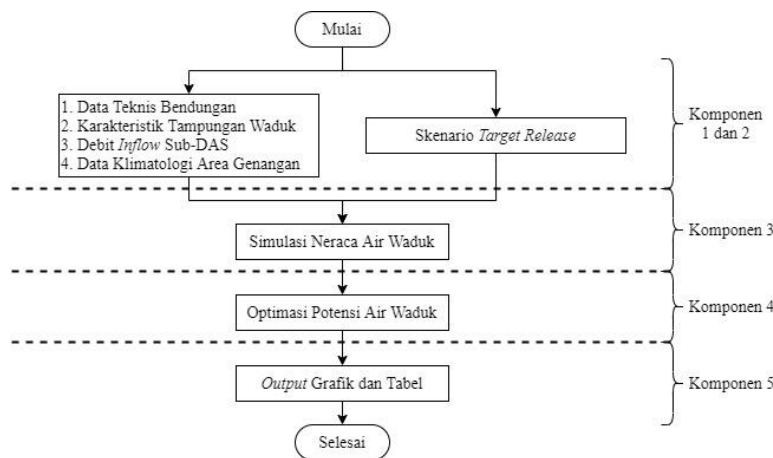 Mulai
1. Data Teknis Bendungan
2. Karakteristik Tampungan Waduk
3. Debit Inflow Sub-DAS
4. Data Klimatologi Area Genangan
Skenario Target Release
Komponen
1 dan 2
Simulasi Neraca Air Waduk
Komponen 3
Optimasi Potensi Air Waduk
Komponen 4
Output Grafik dan Tabel
Komponen 5
Selesai